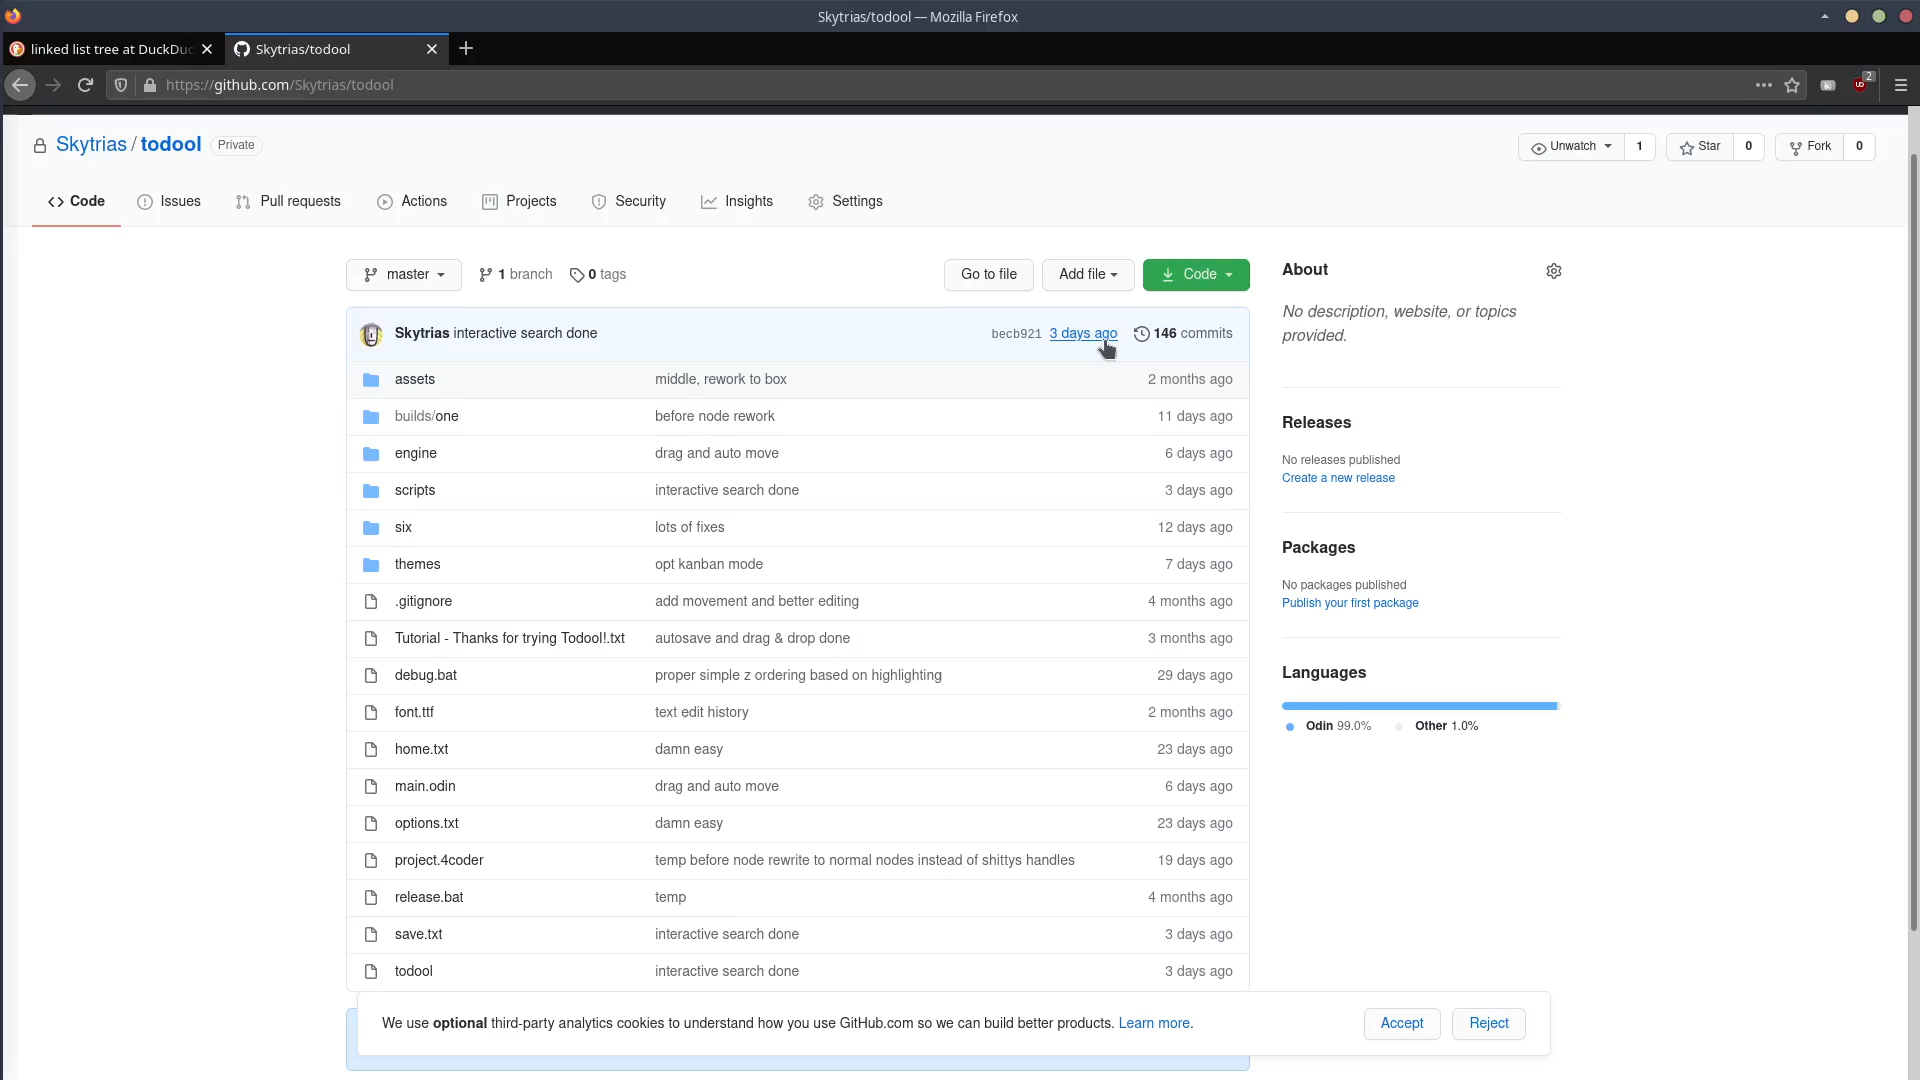 Skytrias/todool — Mozilla Firefox
linked list tree at DuckDuc
Skytrias/todool
https://github.com/Skytrias/todool
2
Skytrias / todool Private
Unwatch 1 Star 0 Fork 0
Code Issues Pull requests Actions Projects Security Insights Settings
master 1 branch 0 tags Go to file Add file Code
Skytrias interactive search done becb921 3 days ago 146 commits
assets middle, rework to box 2 months ago
builds/one before node rework 11 days ago
engine drag and auto move 6 days ago
scripts interactive search done 3 days ago
six lots of fixes 12 days ago
themes opt kanban mode 7 days ago
.gitignore add movement and better editing 4 months ago
Tutorial - Thanks for trying Todool!.txt autosave and drag & drop done 3 months ago
debug.bat proper simple z ordering based on highlighting 29 days ago
font.ttf text edit history 2 months ago
home.txt damn easy 23 days ago
main.odin drag and auto move 6 days ago
options.txt damn easy 23 days ago
project.4coder temp before node rewrite to normal nodes instead of shittys handles 19 days ago
release.bat temp 4 months ago
save.txt interactive search done 3 days ago
todool interactive search done 3 days ago
About
No description, website, or topics
provided.
Releases
No releases published
Create a new release
Packages
No packages published
Publish your first package
Languages
Odin 99.0% Other 1.0%
We use optional third-party analytics cookies to understand how you use GitHub.com so we can build better products. Learn more.
Accept Reject